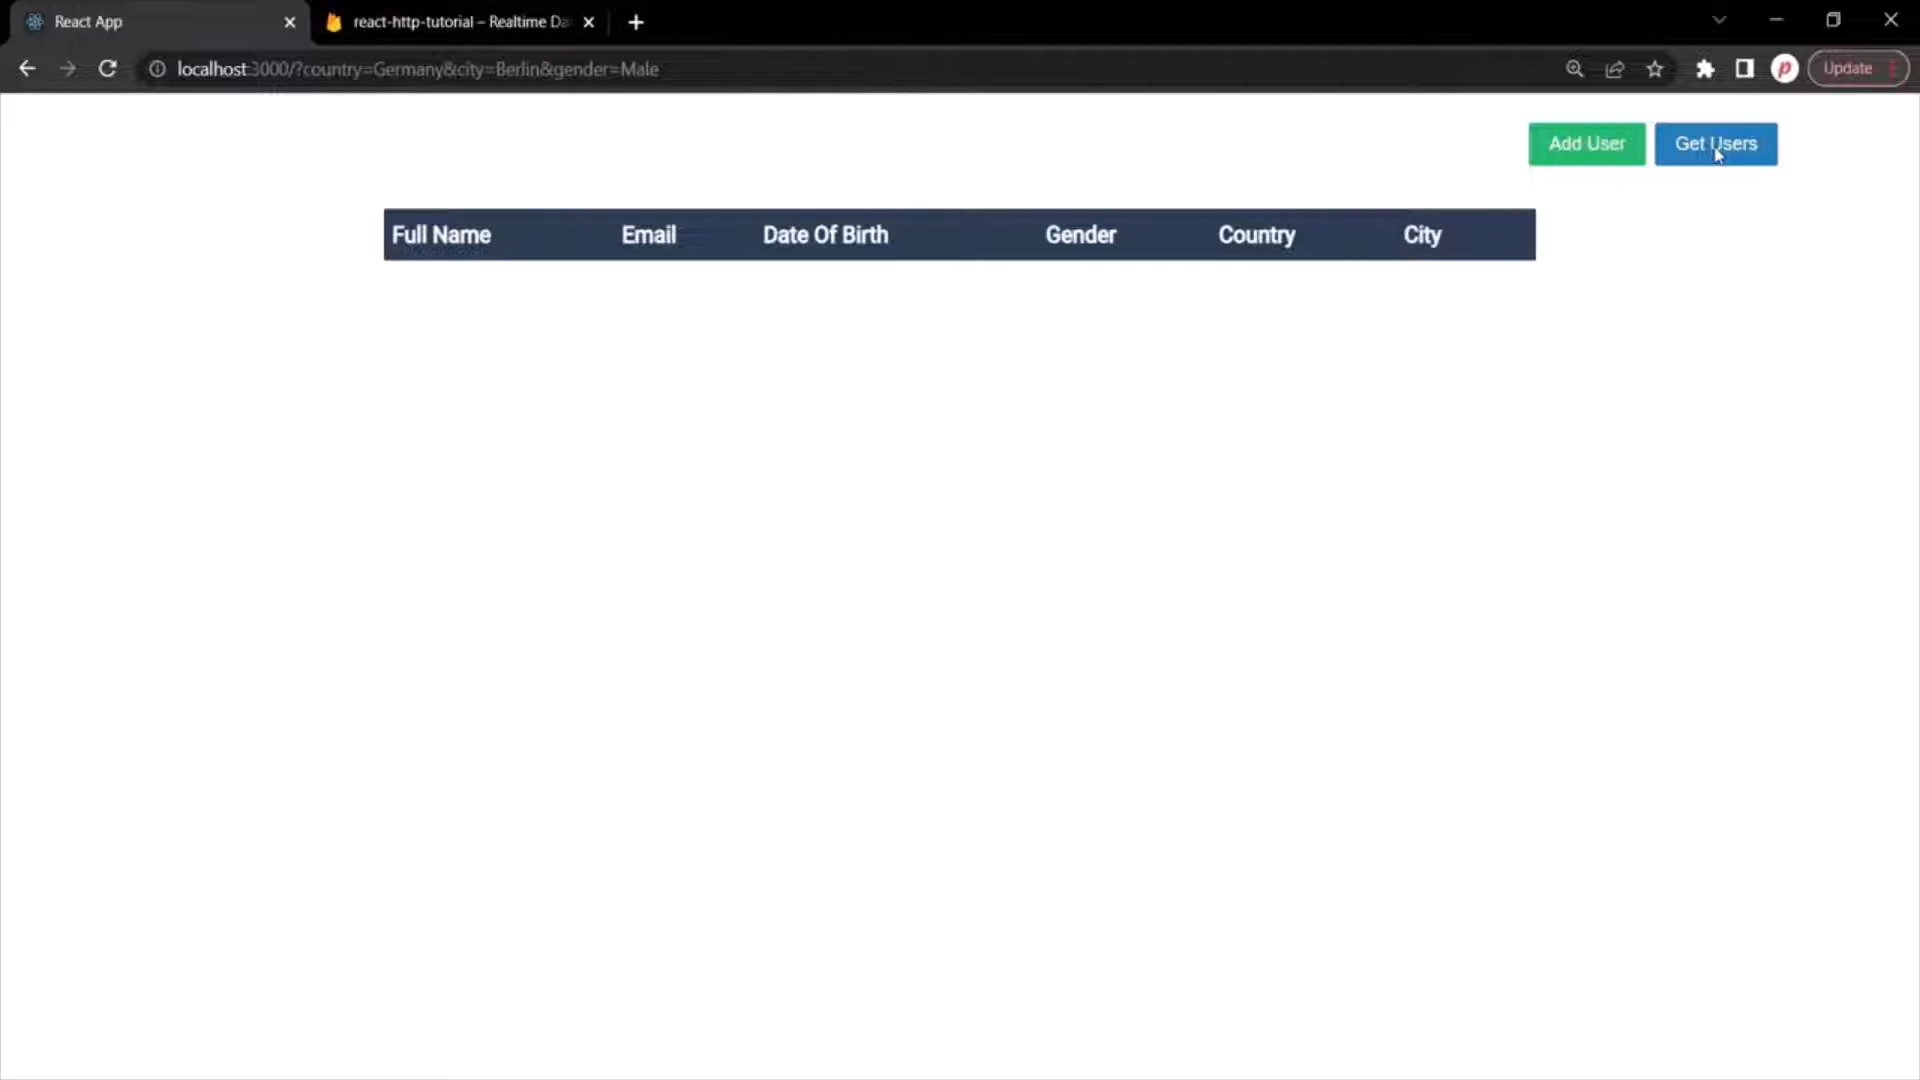 React App
react-http-tutorial – Realtime Da
localhost:3000/?country=Germany&city=Berlin&gender=Male
Update
Add User
Get Users
Full Name
Email
Date Of Birth
Gender
Country
City